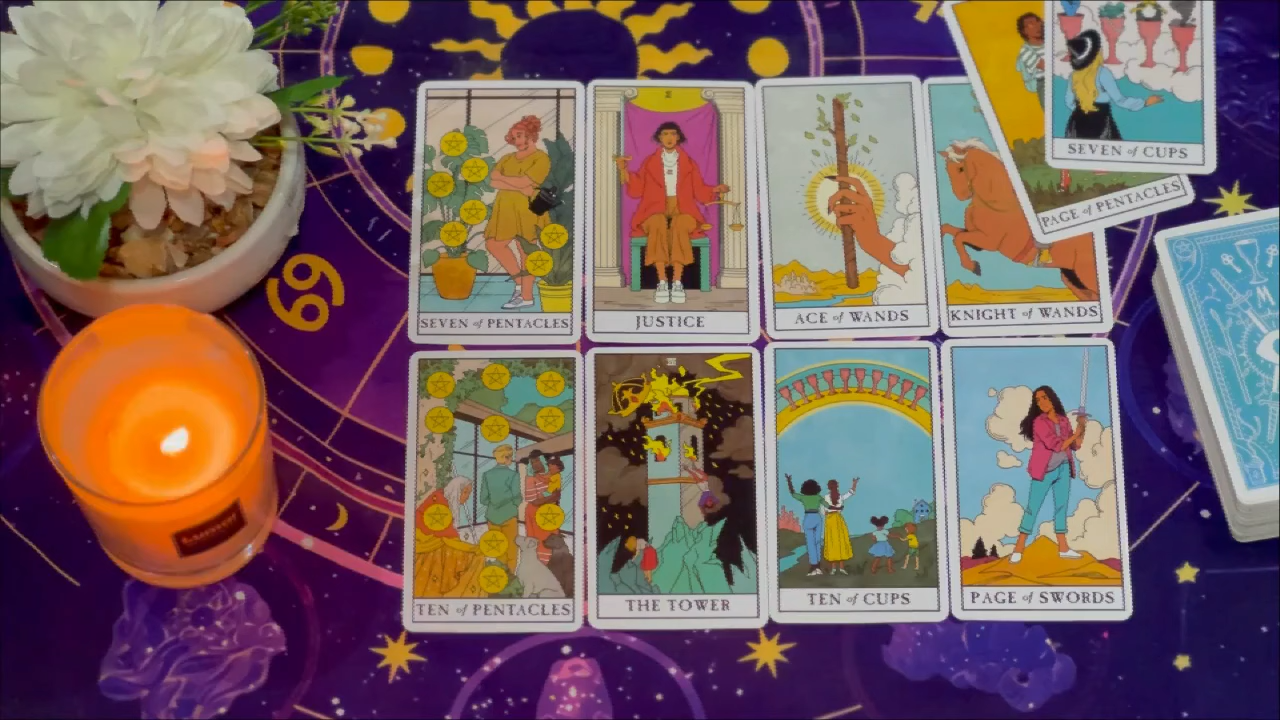 SEVEN of CUPS
PAGE of PENTACLES
SEVEN of PENTACLES
JUSTICE
ACE of WANDS
KNIGHT of WANDS
TEN of PENTACLES
THE TOWER
TEN of CUPS
PAGE of SWORDS